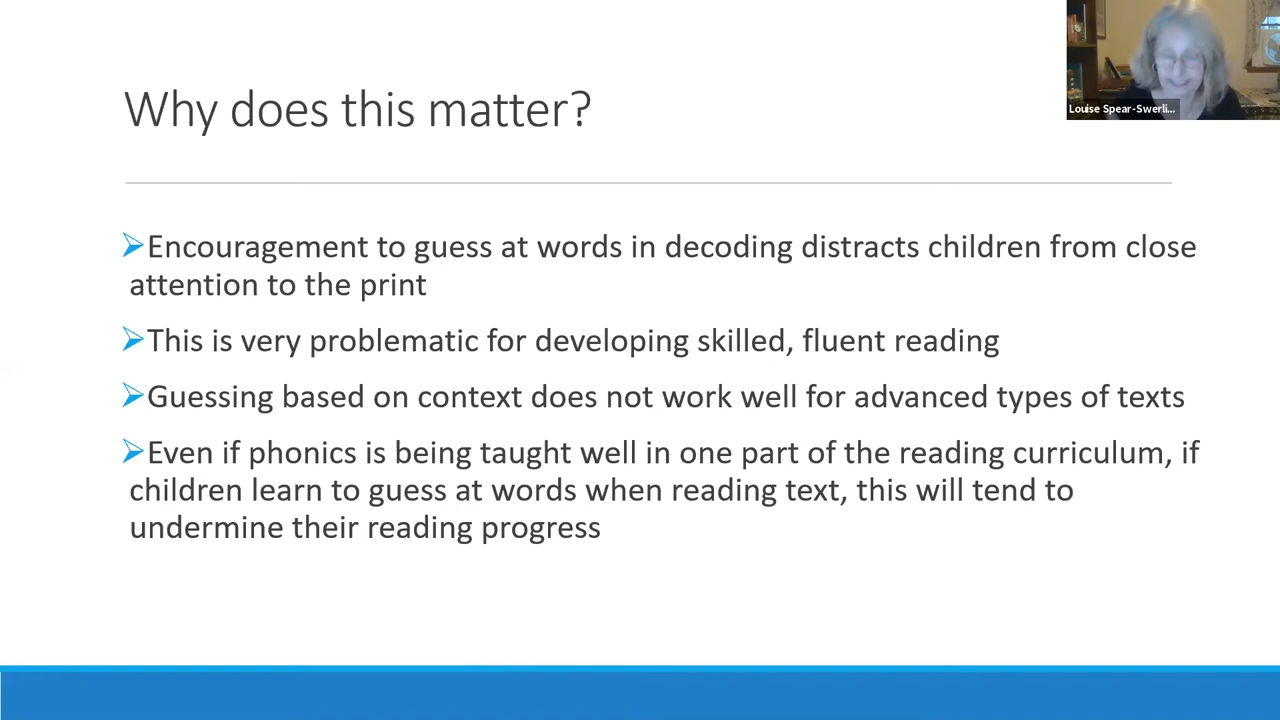 Why does this matter?
Louise Spear-Swerli...
Encouragement to guess at words in decoding distracts children from close
attention to the print
This is very problematic for developing skilled, fluent reading
Guessing based on context does not work well for advanced types of texts
Even if phonics is being taught well in one part of the reading curriculum, if
children learn to guess at words when reading text, this will tend to
undermine their reading progress